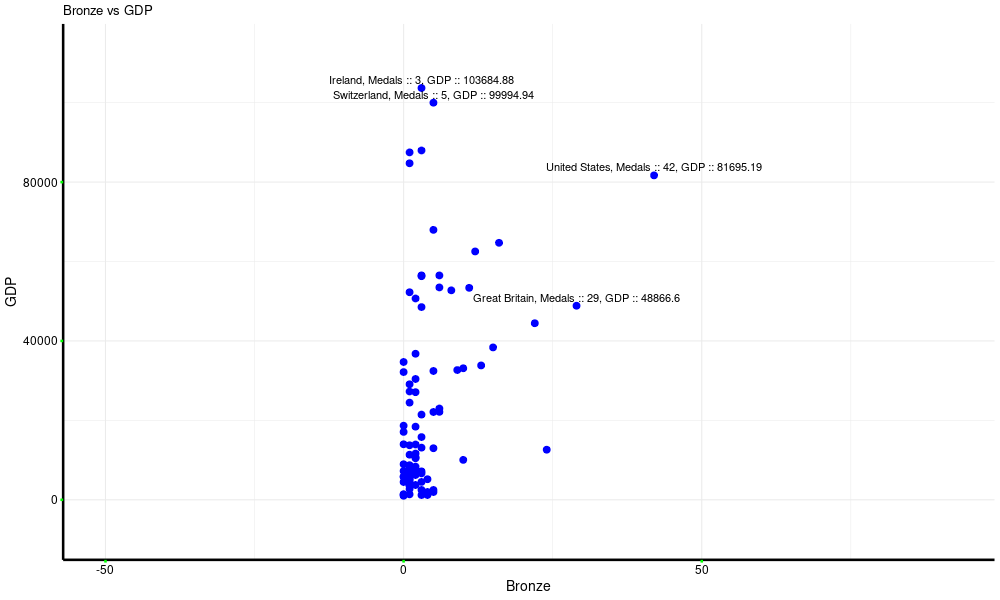 Bronze vs GDP
Ireland, Medals :: 3, GDP :: 103684.88
Switzerland, Medals :: 5, GDP :: 99994.94
United States, Medals :: 42, GDP :: 81695.19
80000
GDP
Great Britain, Medals :: 29, GDP :: 48866.6
40000
0
-50
0
50
Bronze